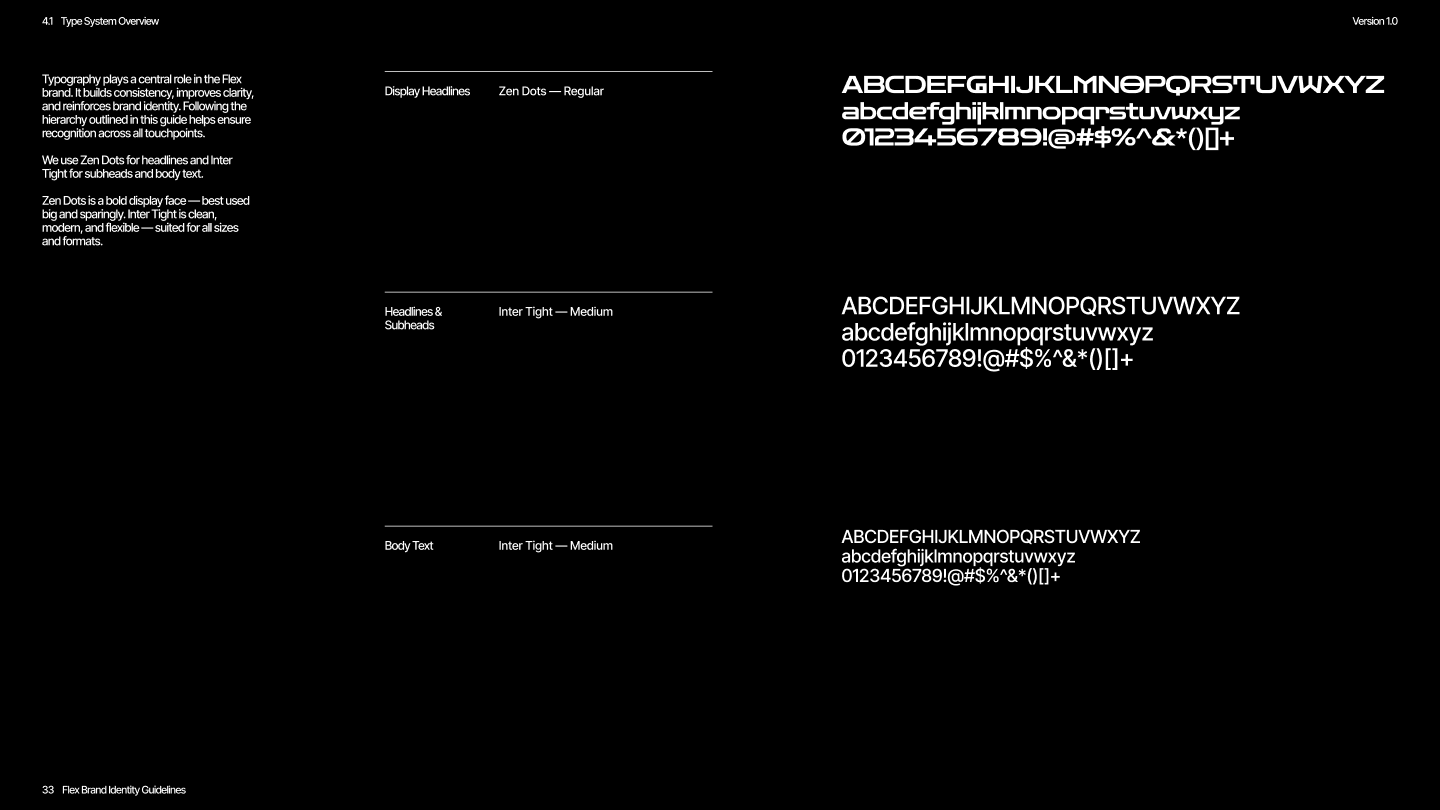 4.1 Type System Overview
Version 1.0
Typography plays a central role in the Flex
brand. It builds consistency, improves clarity,
and reinforces brand identity. Following the
hierarchy outlined in this guide helps ensure
recognition across all touchpoints.
We use Zen Dots for headlines and Inter
Tight for subheads and body text.
Zen Dots is a bold display face — best used
big and sparingly. Inter Tight is clean,
modern, and flexible — suited for all sizes
and formats.
Display Headlines
Zen Dots — Regular
ABCDEFGHIJKLMNOPQRSTUVWXYZ
abcdefghijklmnopqrstuvwxyz
0123456789!@#$%^&*()[]+
Headlines &
Subheads
Inter Tight — Medium
ABCDEFGHIJKLMNOPQRSTUVWXYZ
abcdefghijklmnopqrstuvwxyz
0123456789!@#$%^&*()[]+
Body Text
Inter Tight — Medium
ABCDEFGHIJKLMNOPQRSTUVWXYZ
abcdefghijklmnopqrstuvwxyz
0123456789!@#$%^&*()[]+
33 Flex Brand Identity Guidelines